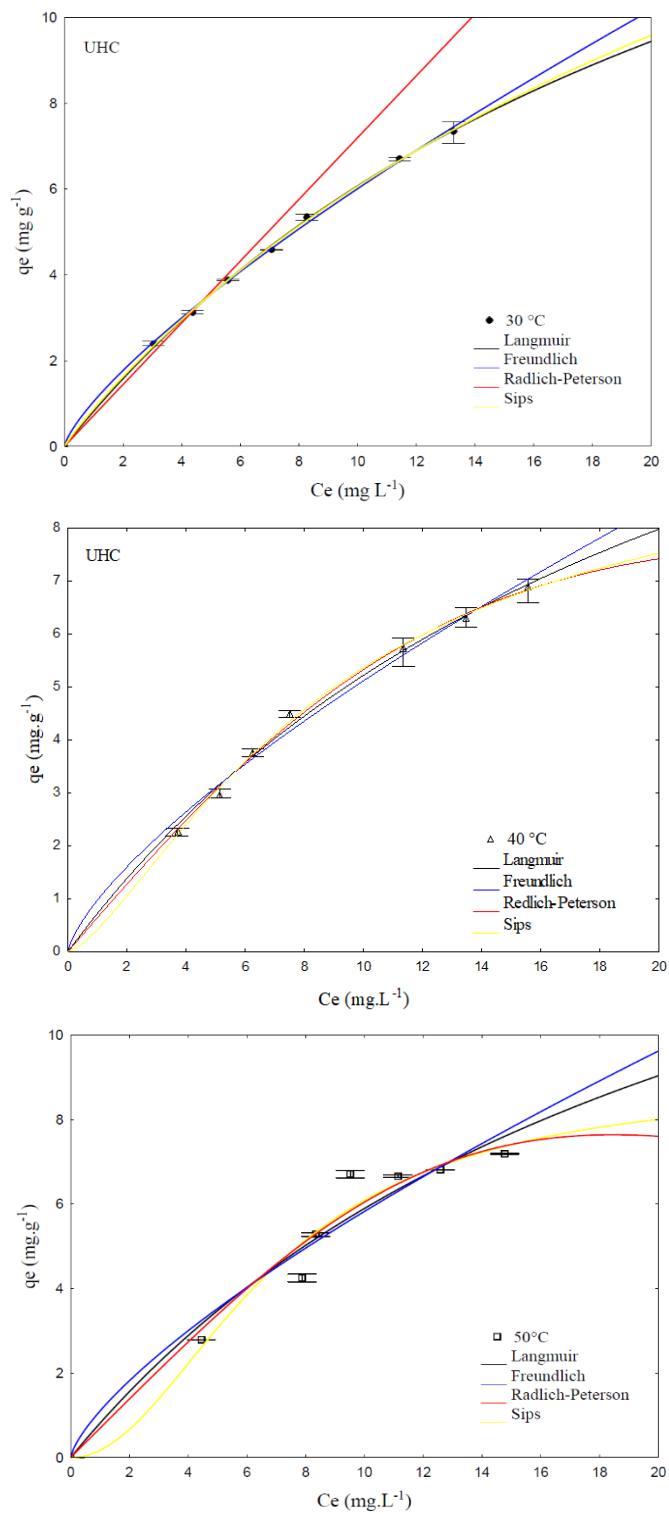 10
UHC
8
6
qe (mg g-1)
4
2
0
30 °C
Langmuir
Freundlich
Radlich-Peterson
Sips
0 2 4 6 8 10 12 14 16 18 20
Ce (mg L-1)
8
UHC
7
6
5
qe (mg.g-1)
4
3
2
1
0
40 °C
Langmuir
Freundlich
Redlich-Peterson
Sips
0 2 4 6 8 10 12 14 16 18 20
Ce (mg.L-1)
10
8
6
qe (mg.g-1)
4
2
0
50°C
Langmuir
Freundlich
Radlich-Peterson
Sips
0 2 4 6 8 10 12 14 16 18 20
Ce (mg.L-1)